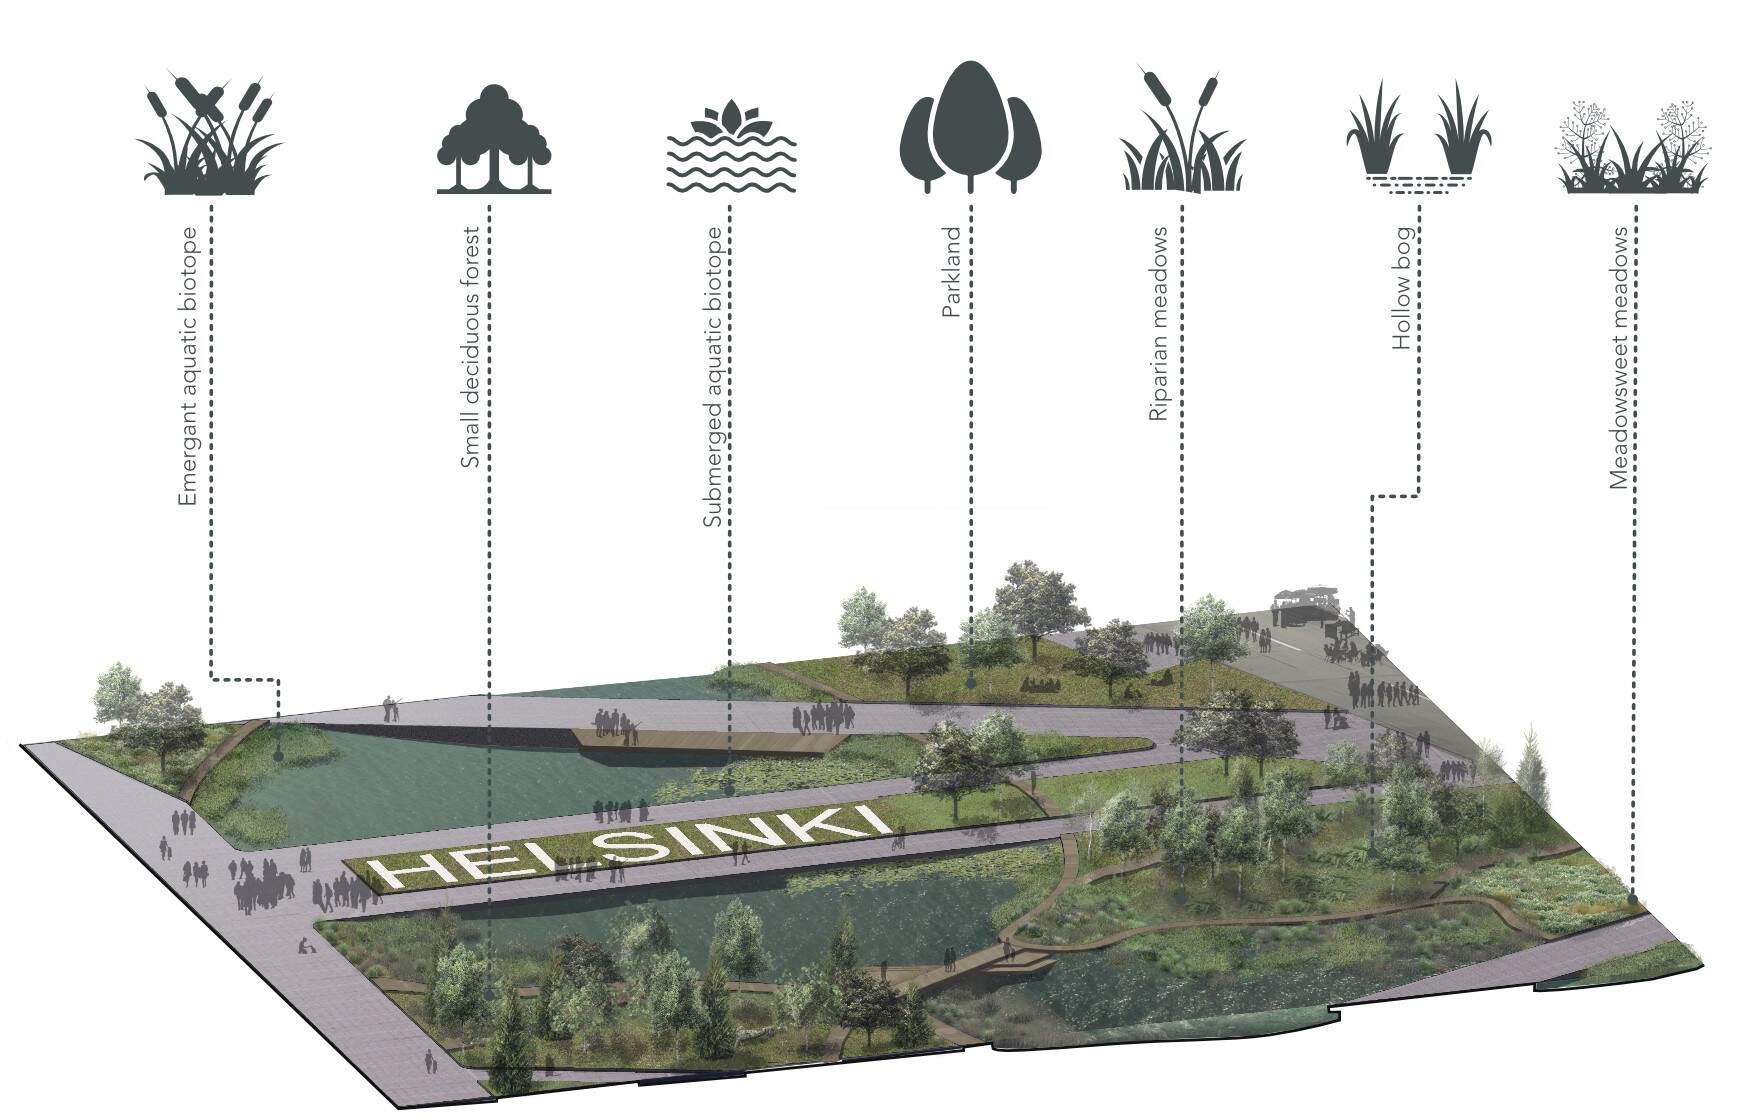 Emergant aquatic biotope
Small deciduous forest
Submerged aquatic biotope
Parkland
Riparian meadows
Hollow bog
Meadowsweet meadows
HELSINKI